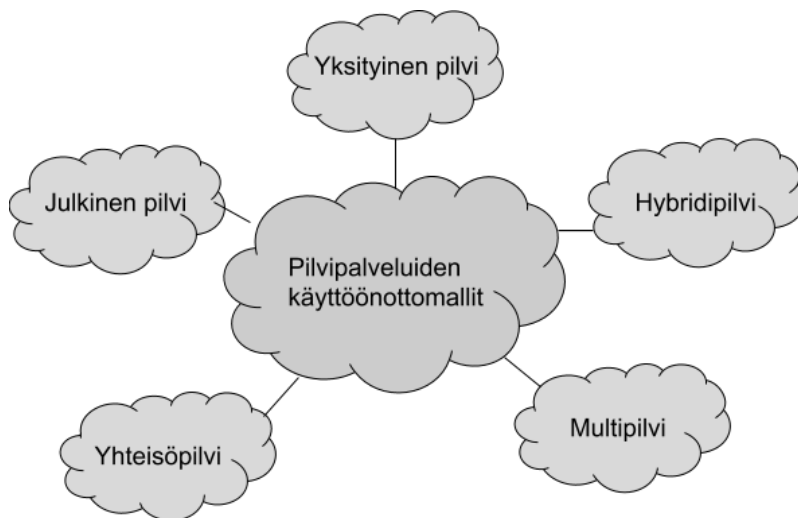 Yksityinen pilvi
Julkinen pilvi
Hybridipilvi
Pilvipalveluiden
käyttöönottomallit
Yhteisöpilvi
Multipilvi